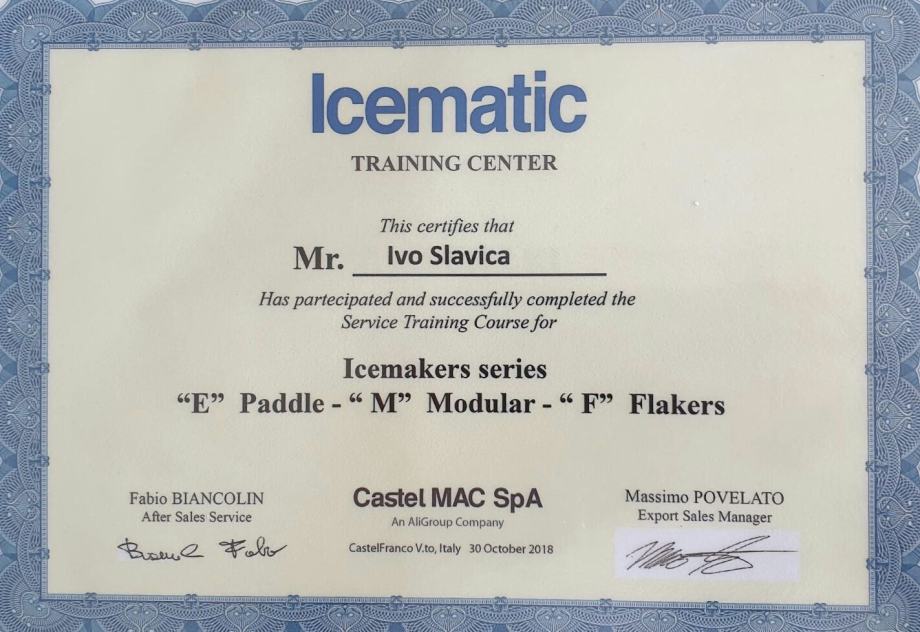 Icematic
TRAINING CENTER
This certifies that
Mr. Ivo Slavica
Has partecipated and successfully completed the
Service Training Course for
Icemakers series
“E” Paddle - “ M” Modular - “ F” Flakers
Fabio BIANCOLIN
After Sales Service
Castel MAC SpA
An AliGroup Company
CastelFranco V.to, Italy 30 October 2018
Massimo POVELATO
Export Sales Manager